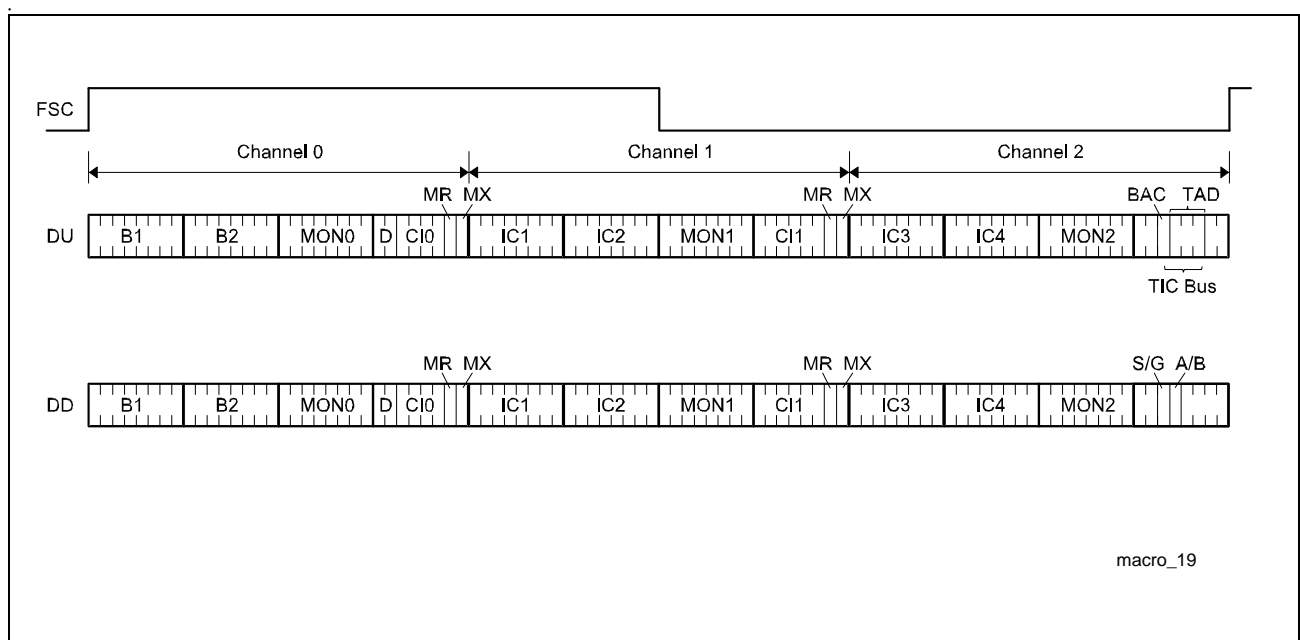 FSC
Channel 0 Channel 1 Channel 2
MR MX MR MX BAC TAD
DU B1 B2 MON0 D CI0 IC1 IC2 MON1 CI1 IC3 IC4 MON2
TIC Bus
MR MX MR MX S/G A/B
DD B1 B2 MON0 D CI0 IC1 IC2 MON1 CI1 IC3 IC4 MON2
macro_19